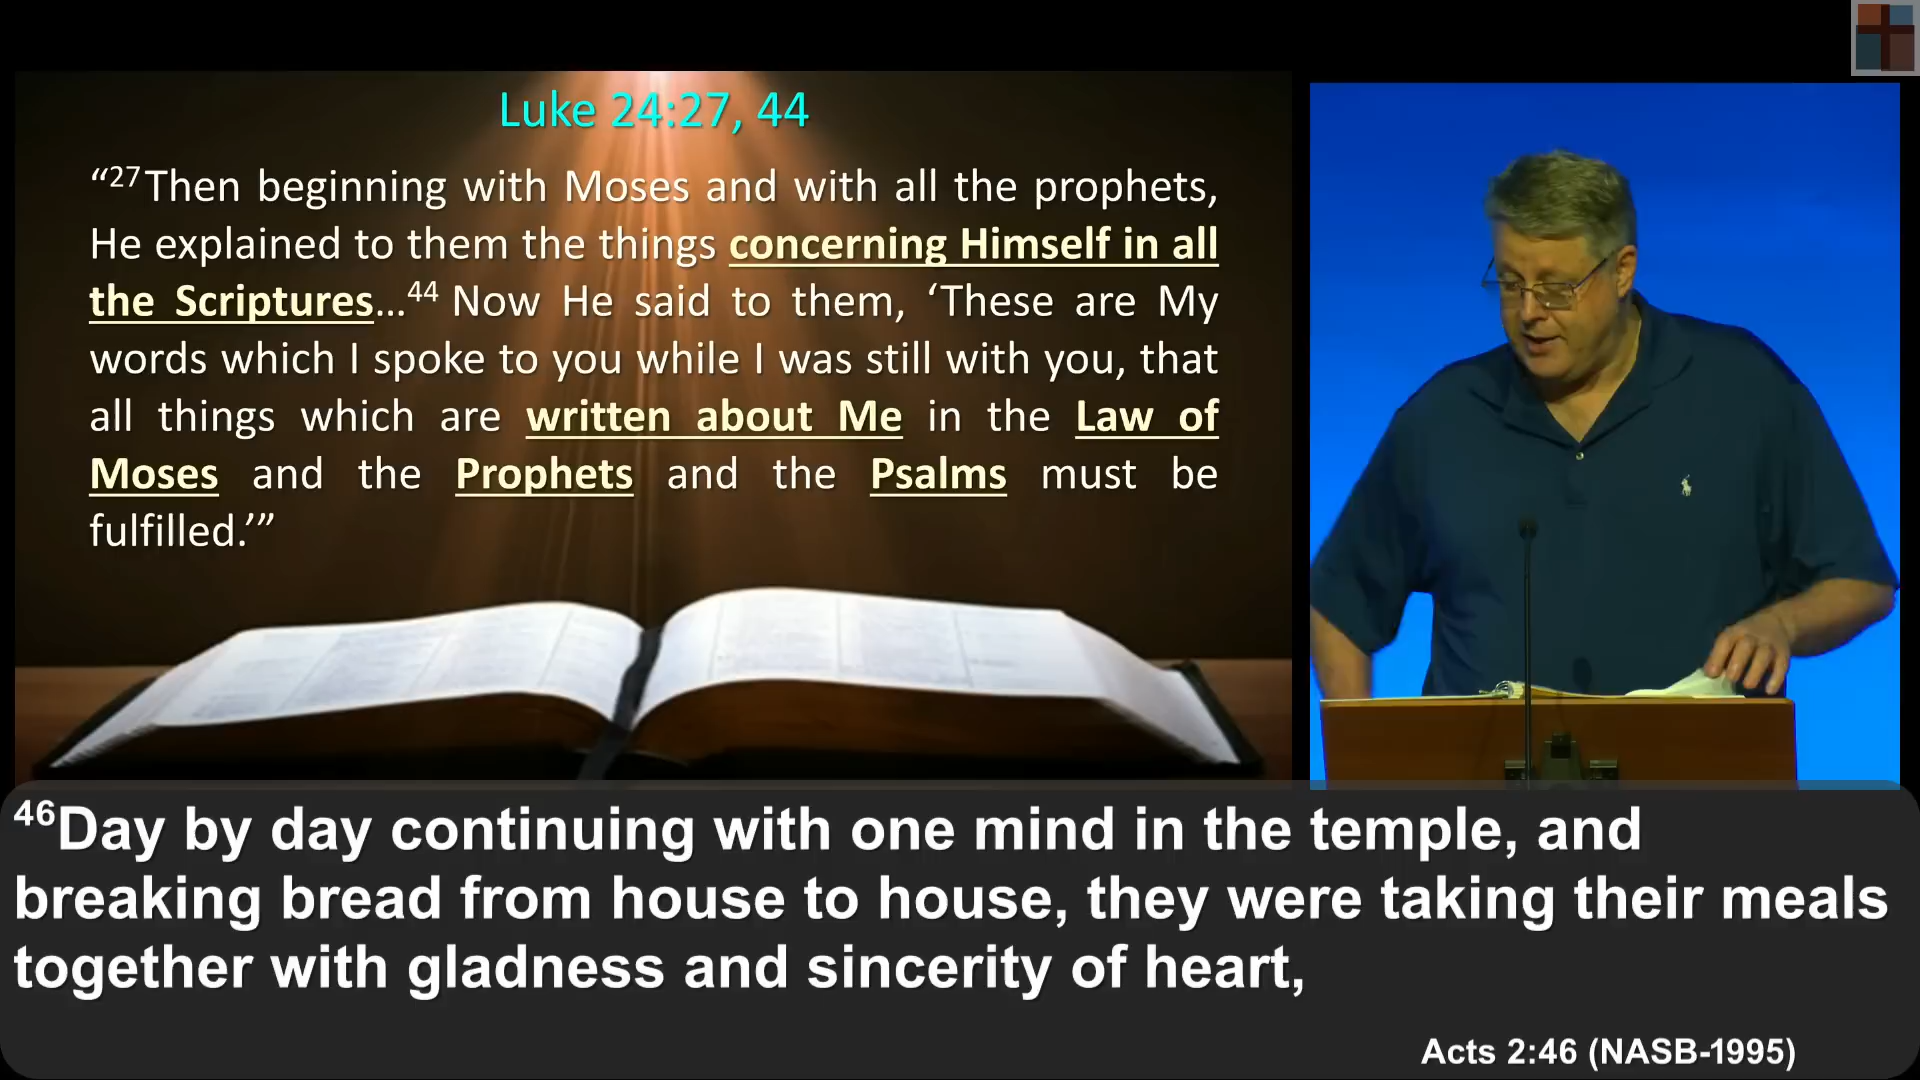 Luke 24:27, 44
“27Then beginning with Moses and with all the prophets,
He explained to them the things concerning Himself in all
the Scriptures…44 Now He said to them, ‘These are My
words which I spoke to you while I was still with you, that
all things which are written about Me in the Law of
Moses and the Prophets and the Psalms must be
fulfilled.’”
46Day by day continuing with one mind in the temple, and
breaking bread from house to house, they were taking their meals
together with gladness and sincerity of heart,
Acts 2:46 (NASB-1995)